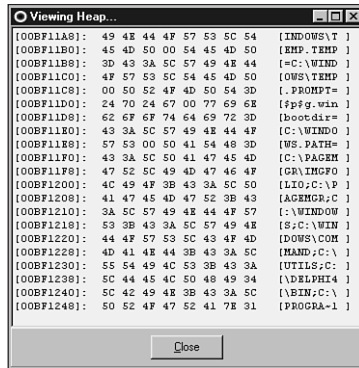 Viewing Heap...
[00BF11A8]: 49 4E 44 4F 57 53 5C 54 [INDOWS\T ]
[00BF11B0]: 45 4D 50 00 54 45 4D 50 [EMP.TEMP ]
[00BF11B8]: 3D 43 3A 5C 57 49 4E 44 [=C:\WIND ]
[00BF11C0]: 4F 57 53 5C 54 45 4D 50 [OWS\TEMP ]
[00BF11C8]: 00 50 52 4F 4D 50 54 3D [.PROMPT= ]
[00BF11D0]: 24 70 24 67 00 77 69 6E [$p$g.win ]
[00BF11D8]: 62 6F 6F 74 64 69 72 3D [bootdir= ]
[00BF11E0]: 43 3A 5C 57 49 4E 44 4F [C:\WINDO ]
[00BF11E8]: 57 53 00 50 41 54 48 3D [WS.PATH= ]
[00BF11F0]: 43 3A 5C 50 41 47 45 4D [C:\PAGEM ]
[00BF11F8]: 47 52 5C 49 4D 47 46 4F [GR\IMGFO ]
[00BF1200]: 4C 49 4F 3B 43 3A 5C 50 [LIO;C:\P ]
[00BF1208]: 41 47 45 4D 47 52 3B 43 [AGEMGR;C ]
[00BF1210]: 3A 5C 57 49 4E 44 4F 57 [:\WINDOW ]
[00BF1218]: 53 3B 43 3A 5C 57 49 4E [S;C:\WIN ]
[00BF1220]: 44 4F 57 53 5C 43 4F 4D [DOWS\COM ]
[00BF1228]: 4D 41 4E 44 3B 43 3A 5C [MAND;C:\ ]
[00BF1230]: 55 54 49 4C 53 3B 43 3A [UTILS;C: ]
[00BF1238]: 5C 44 45 4C 50 48 49 34 [\DELPHI4 ]
[00BF1240]: 5C 42 49 4E 3B 43 3A 5C [\BIN;C:\ ]
[00BF1248]: 50 52 4F 47 52 41 7E 31 [PROGRA~1 ]
Close